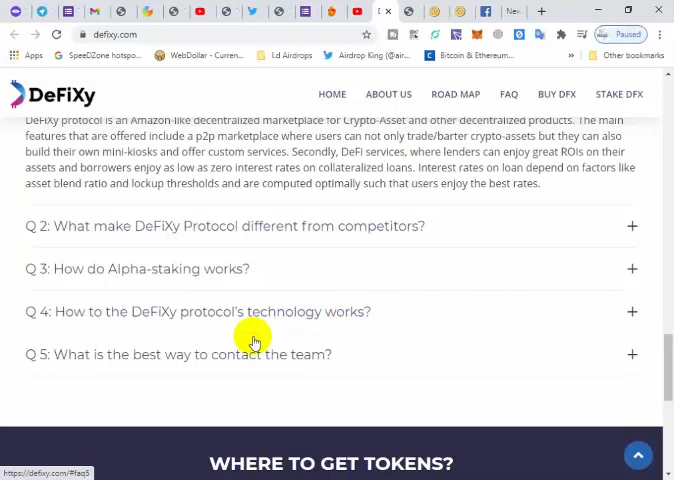 Nev
defixy.com
Paused
Apps
SpeeDZone hotspo...
WebDollar - Curren...
I.d Airdrops
Airdrop King (@air...
Bitcoin & Ethereum...
»
Other bookmarks
DeFiXy
HOME ABOUT US ROAD MAP FAQ BUY DFX STAKE DFX
DeFiXy protocol is an Amazon-like decentralized marketplace for Crypto-Asset and other decentralized products. The main
features that are offered include a p2p marketplace where users can not only trade/barter crypto-assets but they can also
build their own mini-kiosks and offer custom services. Secondly, DeFi services, where lenders can enjoy great ROIs on their
assets and borrowers enjoy as low as zero interest rates on collateralized loans. Interest rates on loan depend on factors like
asset blend ratio and lockup thresholds and are computed optimally such that users enjoy the best rates.
Q 2: What make DeFiXy Protocol different from competitors?
Q 3: How do Alpha-staking works?
Q 4: How to the DeFiXy protocol's technology works?
Q 5: What is the best way to contact the team?
WHERE TO GET TOKENS?
https://defixy.com/#faq5